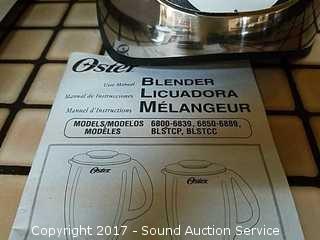 Oster
User Manual BLENDER
Manual de Instrucciones LICUADORA
Manuel d'Instructions MÉLANGEUR
MODELS/MODELOS 6800-6839, 6850-6889,
MODÈLES BLSTCP, BLSTCC
Oster Oster
Copyright 2017 - Sound Auction Service